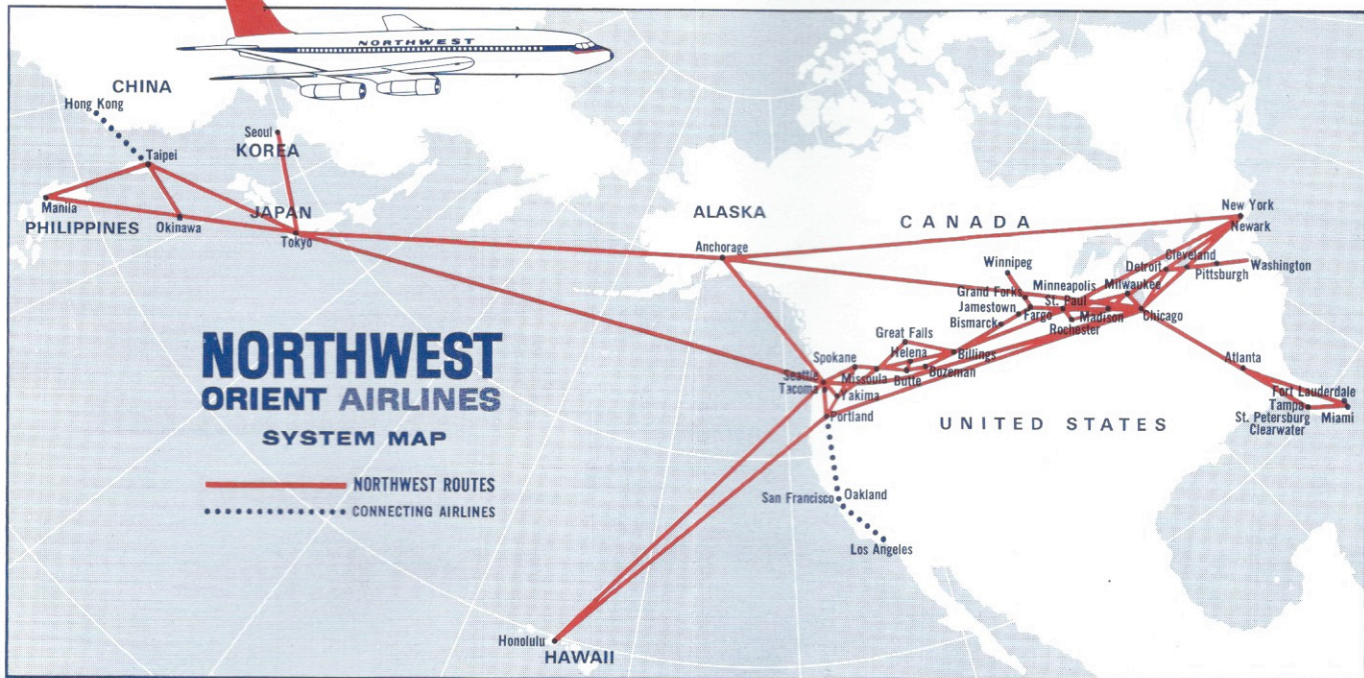 NORTHWEST
CHINA
Hong Kong
Seoul
KOREA
Taipei
Manila
PHILIPPINES
Okinawa
JAPAN
Tokyo
ALASKA
Anchorage
CANADA
New York
Newark
Winnipeg
Cleveland
Detroit
Pittsburgh
Washington
Grand Forks
Minneapolis
St. Paul
Milwaukee
Jamestown
Fargo
Madison
Chicago
Bismarck
Rochester
Great Falls
Helena
Billings
Spokane
Seattle
Tacoma
Missoula
Butte
Bozeman
Yakima
Portland
Atlanta
Fort Lauderdale
Tampa
St. Petersburg
Clearwater
Miami
UNITED STATES
NORTHWEST
ORIENT AIRLINES
SYSTEM MAP
NORTHWEST ROUTES
CONNECTING AIRLINES
San Francisco
Oakland
Los Angeles
Honolulu
HAWAII